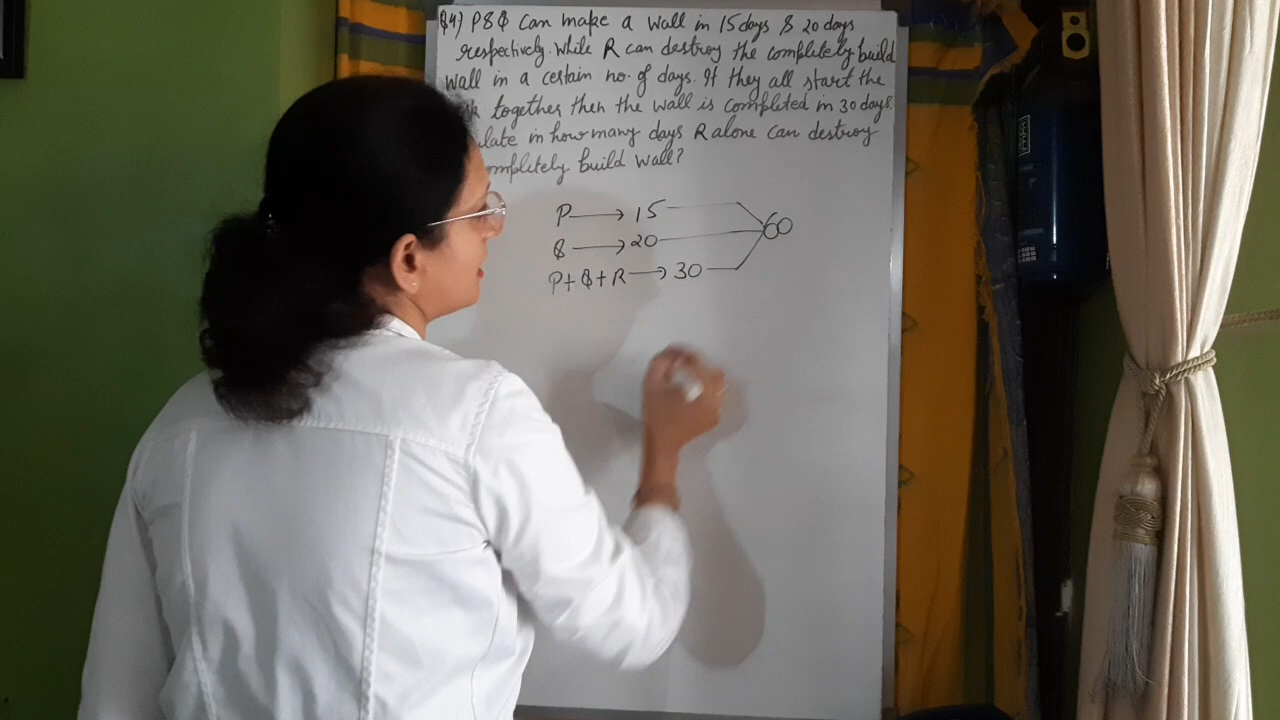 Q4) P & Q can make a wall in 15 days & 20 days
respectively. While R can destroy the completely build
wall in a certain no. of days. If they all start the
together then the wall is completed in 30 days.
in how many days R alone can destroy
build wall?
P → 15
60
Q → 20
P+Q+R → 30